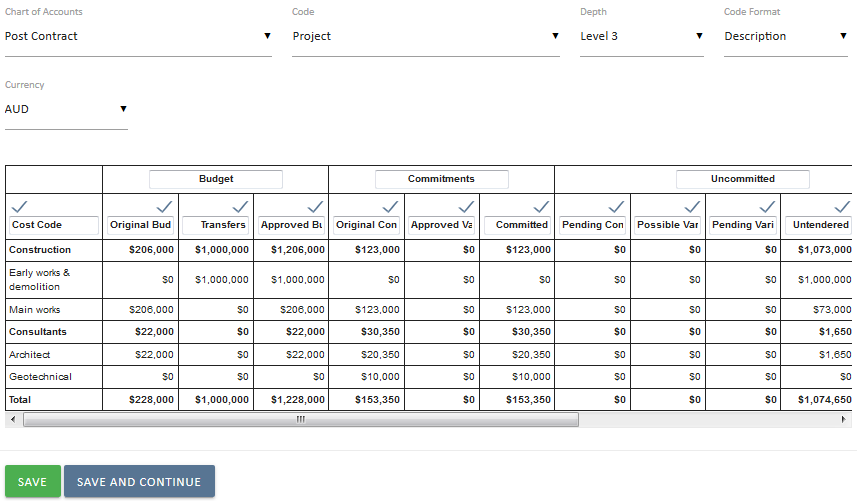 Chart of Accounts Code Depth Code Format
Post Contract Project Level 3 Description
Currency
AUD
Budget Commitments Uncommitted
Cost Code Original Bud Transfers Approved Bu Original Con Approved Va Committed Pending Con Possible Var Pending Vari Untendered
Construction $206,000 $1,000,000 $1,206,000 $123,000 $0 $123,000 $0 $0 $0 $1,073,000
Early works &
demolition $0 $1,000,000 $1,000,000 $0 $0 $0 $0 $0 $0 $1,000,000
Main works $206,000 $0 $206,000 $123,000 $0 $123,000 $0 $0 $0 $73,000
Consultants $22,000 $0 $22,000 $30,350 $0 $30,350 $0 $0 $0 $1,650
Architect $22,000 $0 $22,000 $20,350 $0 $20,350 $0 $0 $0 $1,650
Geotechnical $0 $0 $0 $10,000 $0 $10,000 $0 $0 $0 $0
Total $228,000 $1,000,000 $1,228,000 $153,350 $0 $153,350 $0 $0 $0 $1,074,650
SAVE SAVE AND CONTINUE